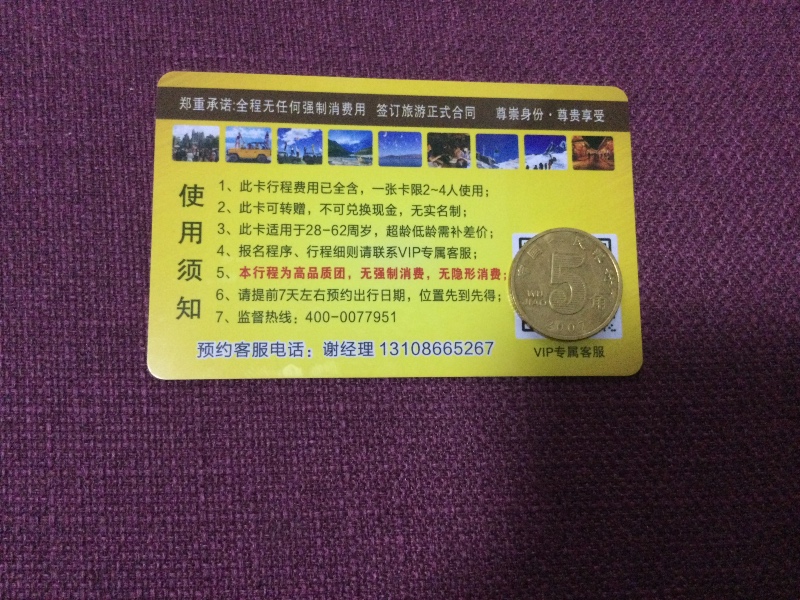 郑重承诺:全程无任何强制消费用 签订旅游正式合同 尊崇身份·尊贵享受
使用须知
1、此卡行程费用已全含，一张卡限2~4人使用；
2、此卡可转赠，不可兑换现金，无实名制；
3、此卡适用于28-62周岁，超龄低龄需补差价；
4、报名程序、行程细则请联系VIP专属客服；
5、本行程为高品质团，无强制消费，无隐形消费；
6、请提前7天左右预约出行日期，位置先到先得；
7、监督热线：400-0077951
预约客服电话：谢经理 13108665267
VIP专属客服
5角
WU JIAO